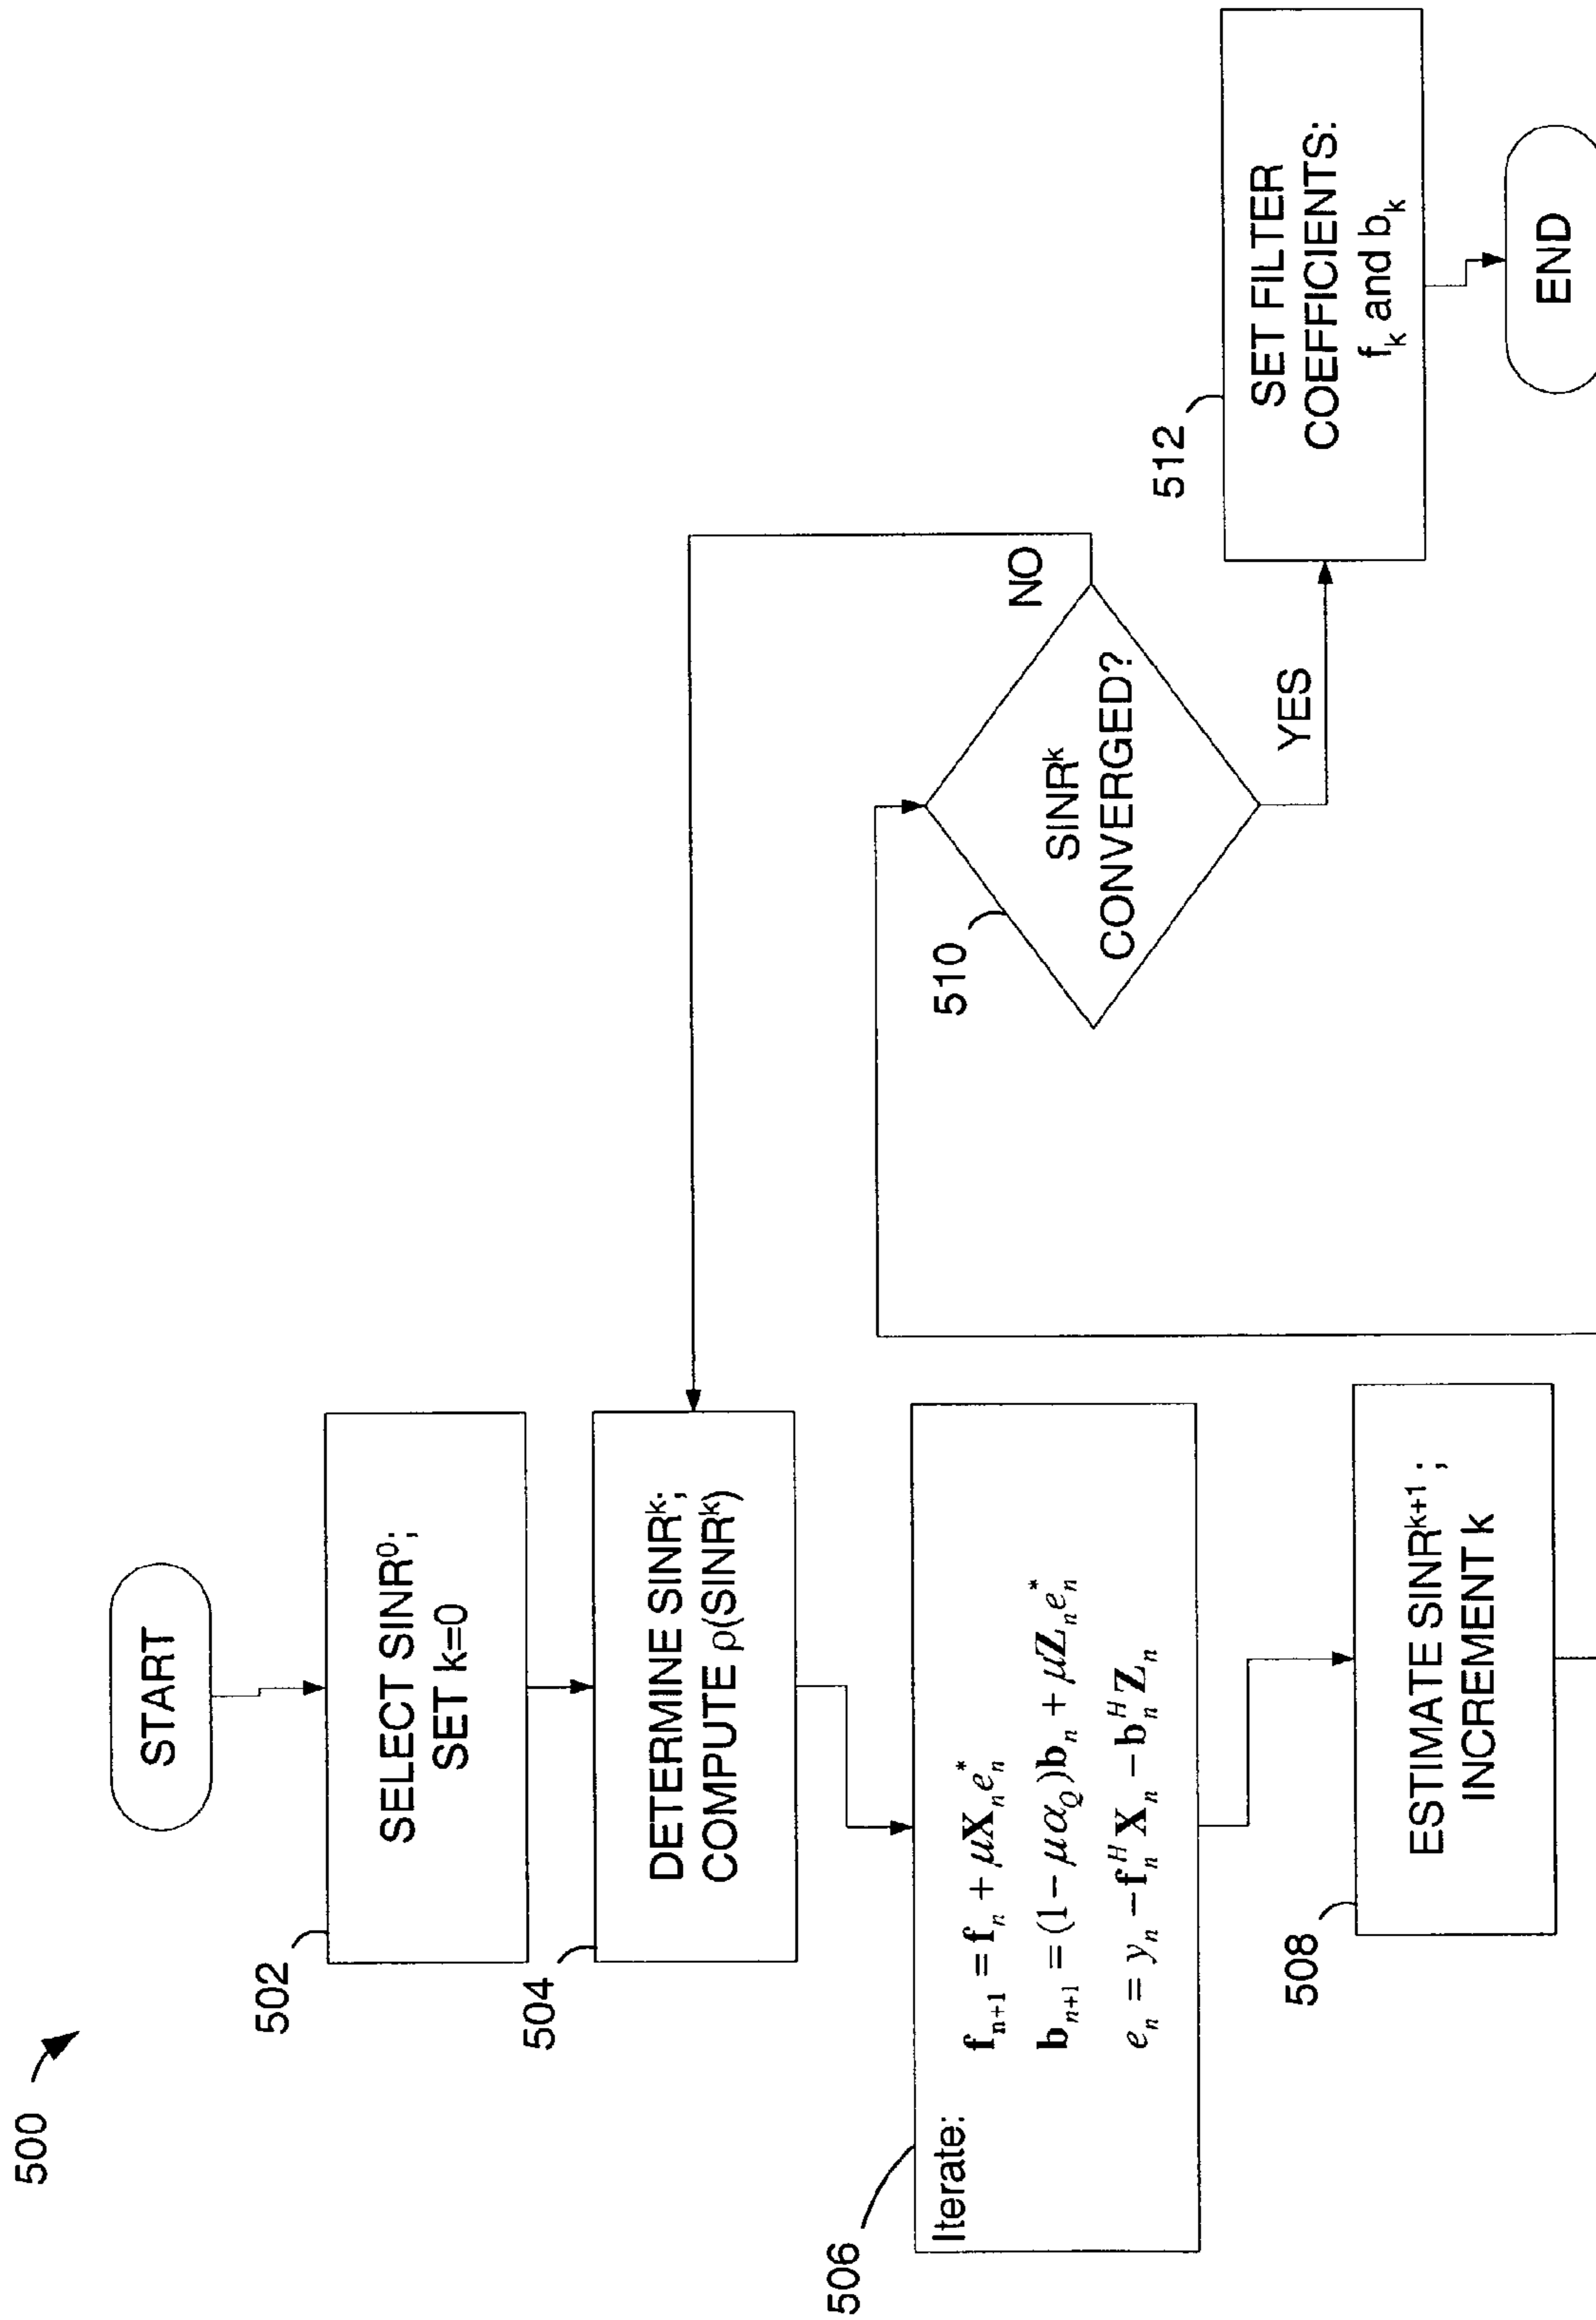 500
START
502
SELECT SINR⁰;
SET k=0
504
DETERMINE SINRᵏ;
COMPUTE ρ(SINRᵏ)
506
Iterate:
fₙ₊₁ = fₙ + μXₙeₙ*
bₙ₊₁ = (1 − μα_Q)bₙ + μZₙeₙ*
eₙ = yₙ − fₙᴴXₙ − bₙᴴZₙ
508
ESTIMATE SINRᵏ⁺¹;
INCREMENT k
510
SINRᵏ
CONVERGED?
NO
YES
512
SET FILTER
COEFFICIENTS:
fₖ and bₖ
END